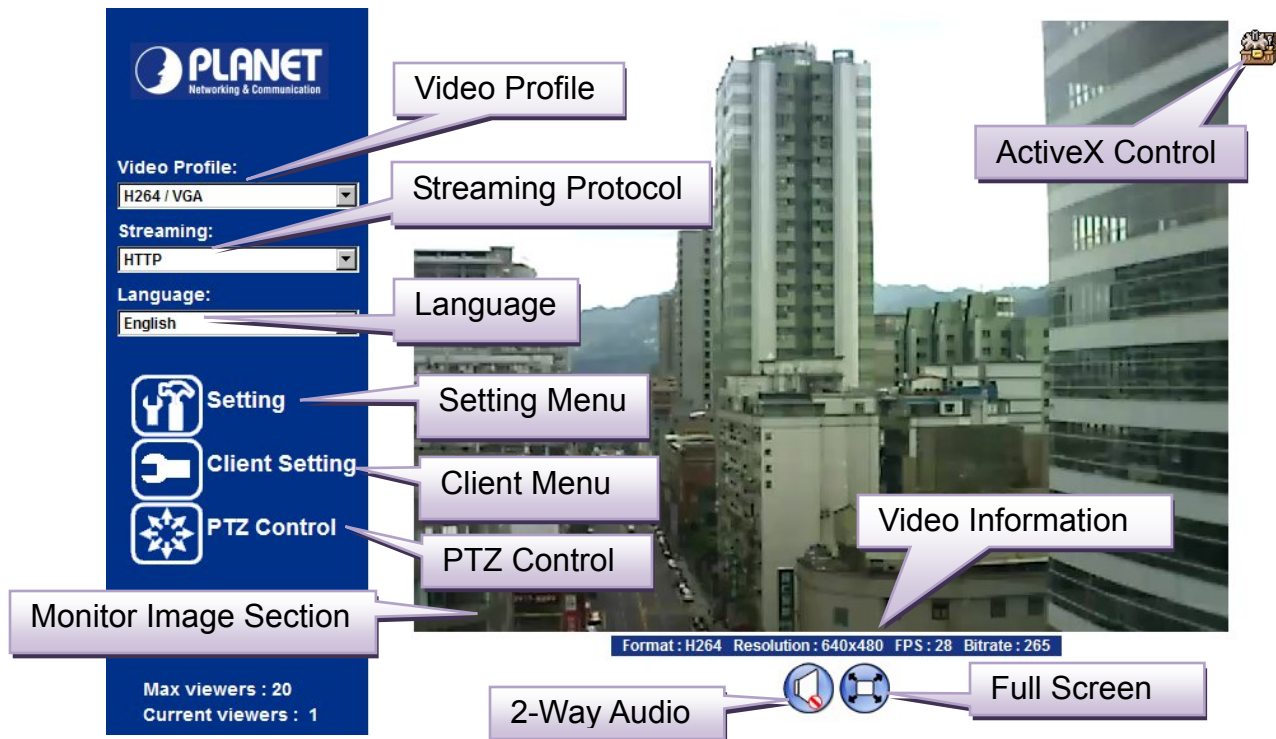 PLANET
Networking & Communication
Video Profile
ActiveX Control
Video Profile:
H264 / VGA
Streaming Protocol
Streaming:
HTTP
Language:
English
Language
Setting
Setting Menu
Client Setting
Client Menu
PTZ Control
PTZ Control
Video Information
Monitor Image Section
Format : H264 Resolution : 640x480 FPS : 28 Bitrate : 265
Max viewers : 20
Current viewers : 1
2-Way Audio
Full Screen